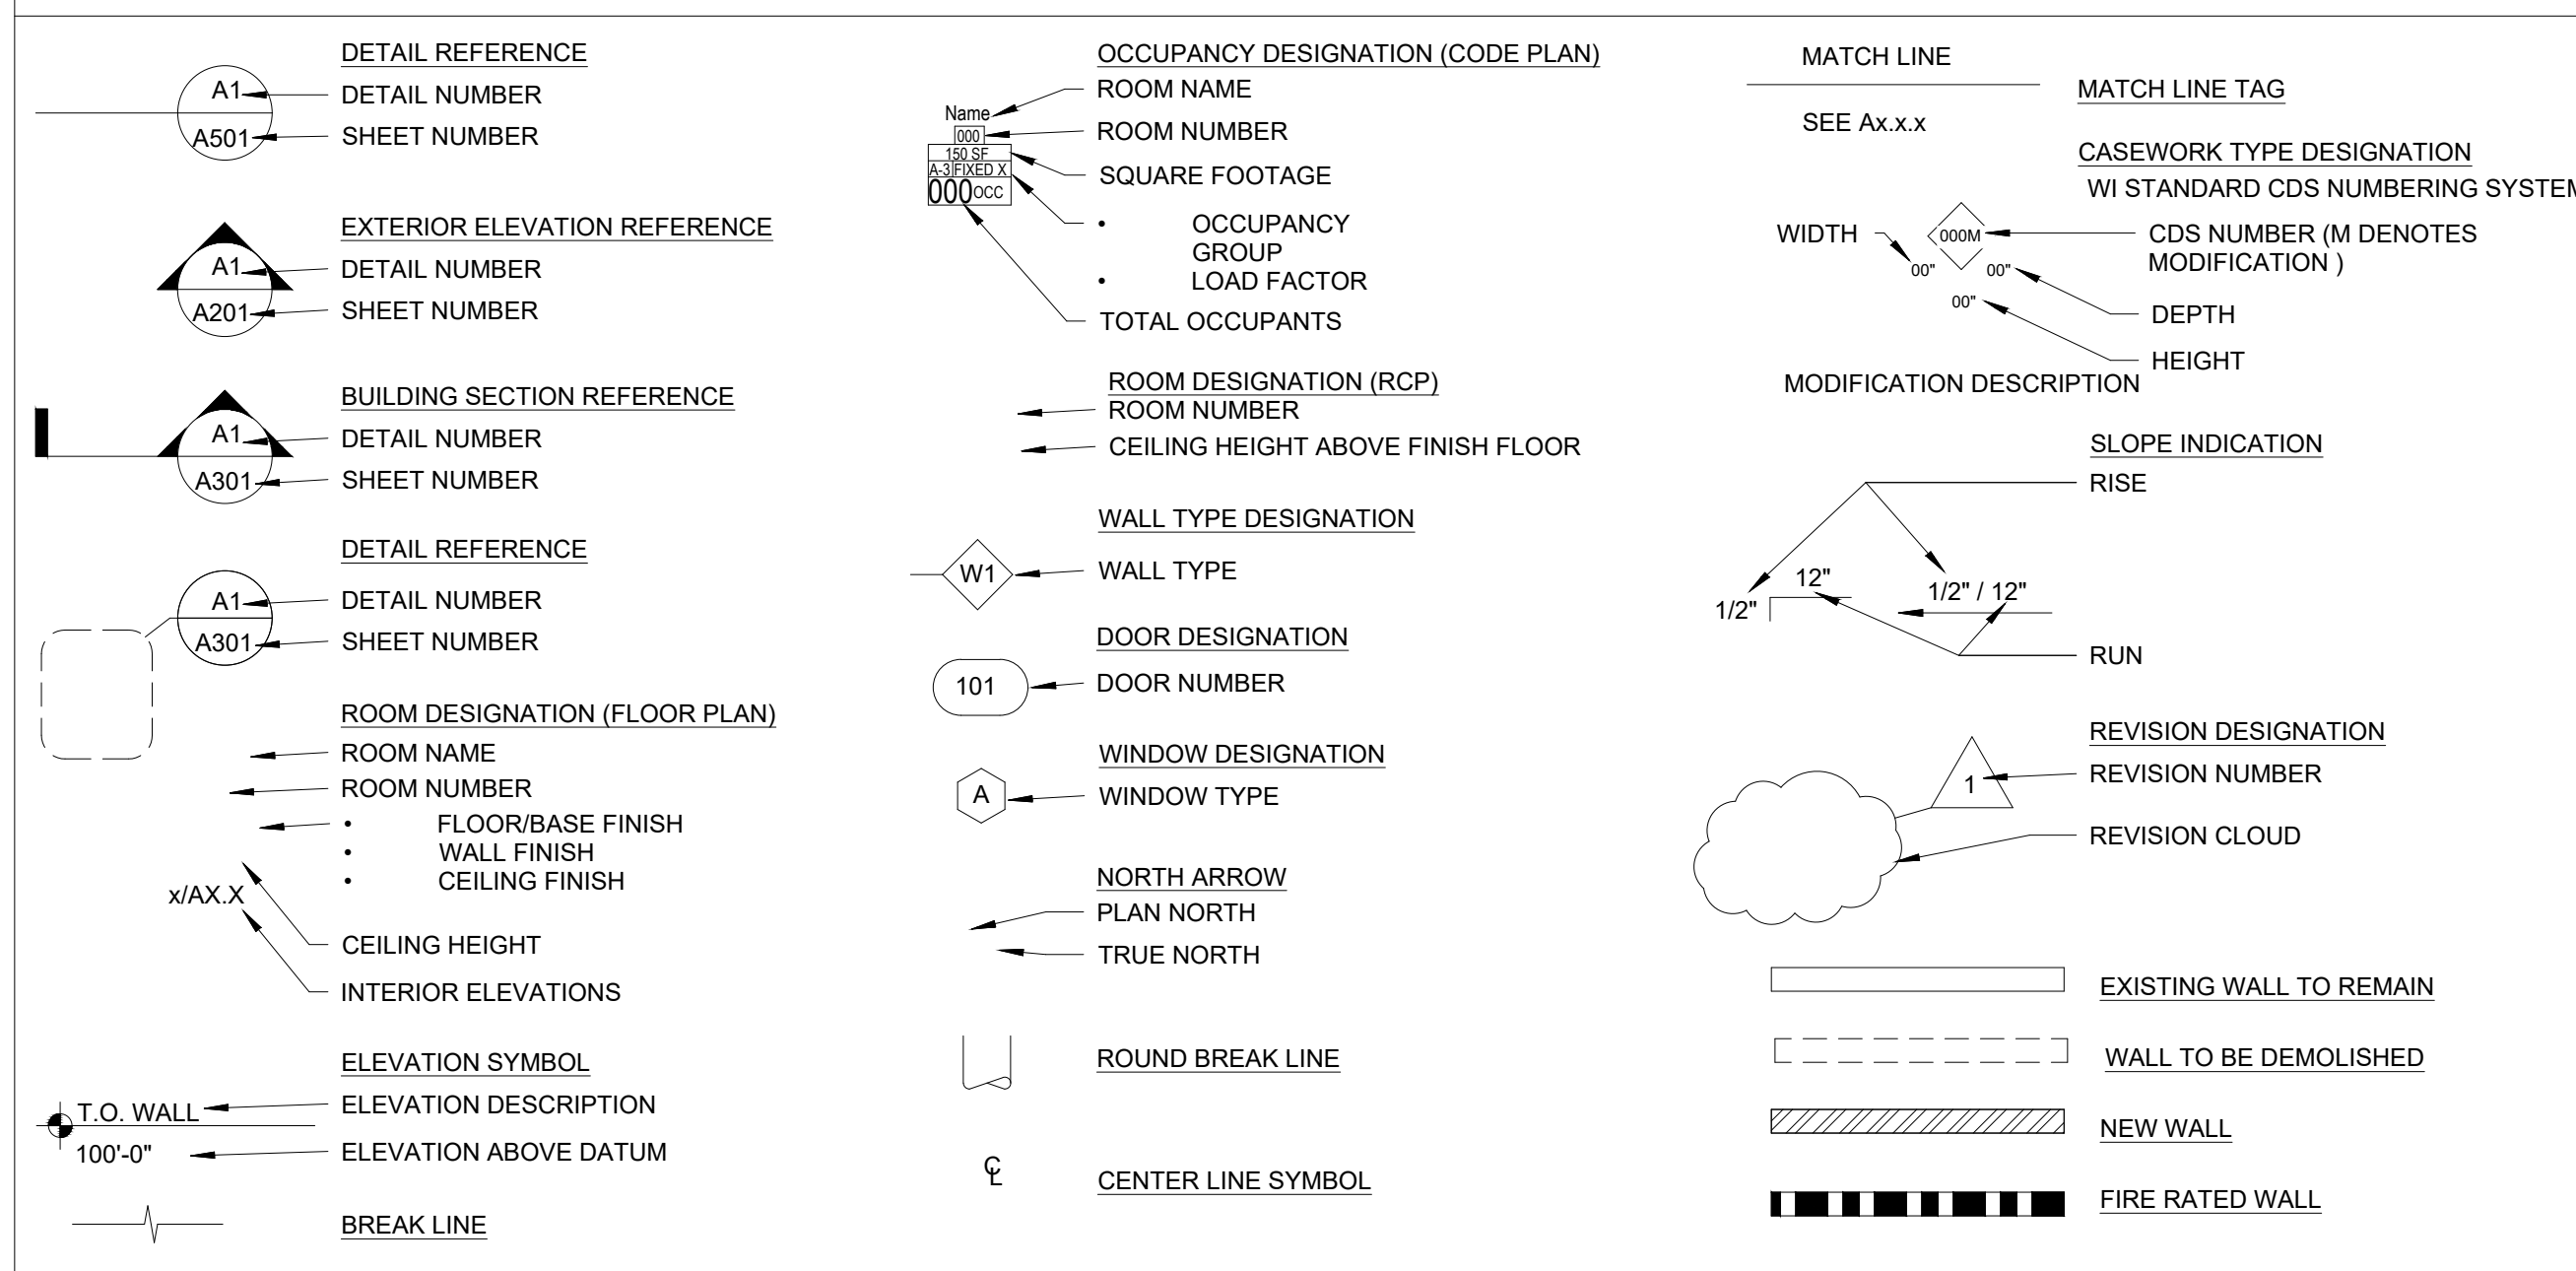 DETAIL REFERENCE
A1
DETAIL NUMBER
A501
SHEET NUMBER
EXTERIOR ELEVATION REFERENCE
A1
DETAIL NUMBER
A201
SHEET NUMBER
BUILDING SECTION REFERENCE
A1
DETAIL NUMBER
A301
SHEET NUMBER
DETAIL REFERENCE
A1
DETAIL NUMBER
A301
SHEET NUMBER
ROOM DESIGNATION (FLOOR PLAN)
ROOM NAME
ROOM NUMBER
• FLOOR/BASE FINISH
• WALL FINISH
• CEILING FINISH
x/AX.X
CEILING HEIGHT
INTERIOR ELEVATIONS
ELEVATION SYMBOL
T.O. WALL
ELEVATION DESCRIPTION
100'-0"
ELEVATION ABOVE DATUM
BREAK LINE
OCCUPANCY DESIGNATION (CODE PLAN)
ROOM NAME
Name
000
ROOM NUMBER
150 SF
A-3 FIXED X
SQUARE FOOTAGE
000 OCC
• OCCUPANCY
GROUP
• LOAD FACTOR
TOTAL OCCUPANTS
ROOM DESIGNATION (RCP)
ROOM NUMBER
CEILING HEIGHT ABOVE FINISH FLOOR
WALL TYPE DESIGNATION
W1
WALL TYPE
DOOR DESIGNATION
101
DOOR NUMBER
WINDOW DESIGNATION
A
WINDOW TYPE
NORTH ARROW
PLAN NORTH
TRUE NORTH
ROUND BREAK LINE
℄
CENTER LINE SYMBOL
MATCH LINE
MATCH LINE TAG
SEE Ax.x.x
CASEWORK TYPE DESIGNATION
WI STANDARD CDS NUMBERING SYSTEM
WIDTH
000M
CDS NUMBER (M DENOTES
MODIFICATION )
00"
00"
00"
DEPTH
HEIGHT
MODIFICATION DESCRIPTION
SLOPE INDICATION
RISE
12"
1/2"
1/2" / 12"
RUN
REVISION DESIGNATION
1
REVISION NUMBER
REVISION CLOUD
EXISTING WALL TO REMAIN
WALL TO BE DEMOLISHED
NEW WALL
FIRE RATED WALL